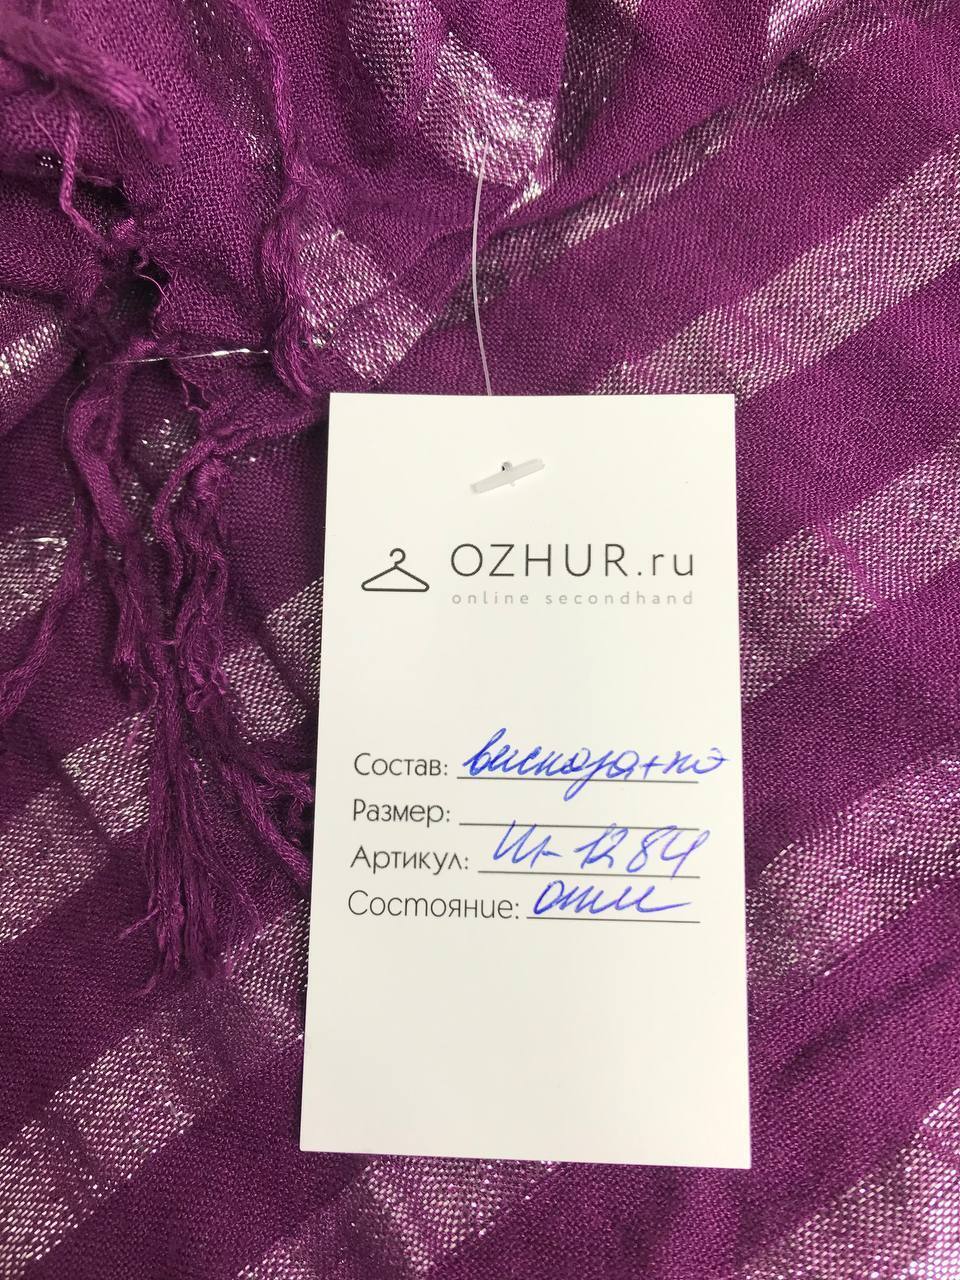 OZHUR.ru
online secondhand
Состав: вискоза+пэ
Размер:
Артикул: Ш-1284
Состояние: отл